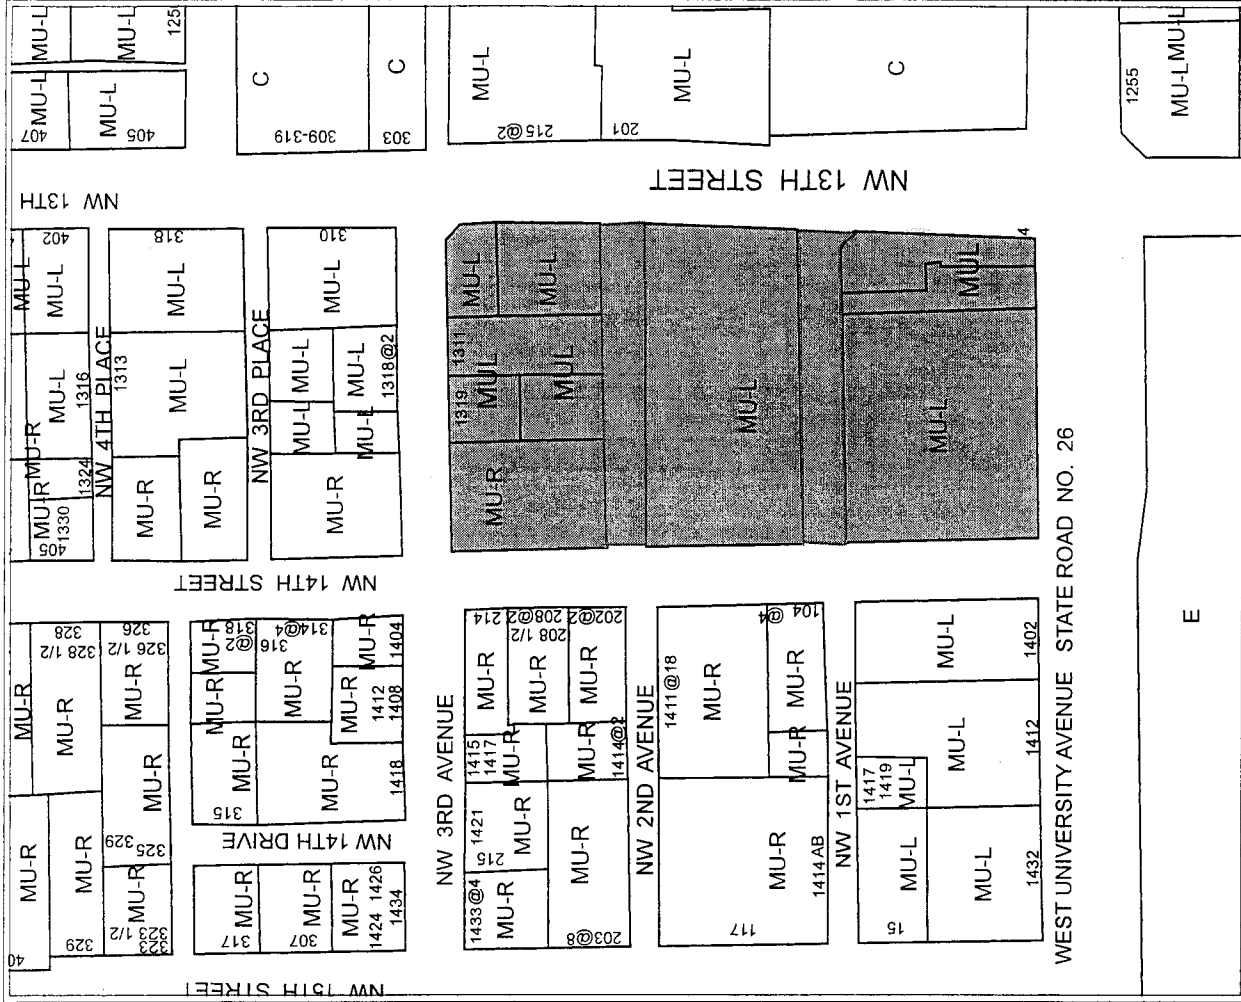 MU-L
MU-L
1250
407
MU-L
MU-L
405
C
309-319
C
303
MU-L
215@2
MU-L
201
C
1255
MU-L
MU-L
NW 13TH
NW 13TH STREET
402
MU-L
MU-L
MU-L
1316
MU-R
MU-R
1324
MU-R
1330
405
NW 4TH PLACE
318
MU-L
1313
MU-L
MU-R
MU-R
NW 3RD PLACE
310
MU-L
MU-L
MU-L
1318@2
MU-L
MU-L
MU-R
MU-L
MU-L
1311
MUL
MUL
1319
MU-R
MU-L
MUL
4
MU-L
NW 14TH STREET
328
328 1/2
326
326 1/2
MU-R
MU-R
MU-R
MU-R
329
325
MU-R
MU-R
MU-R
323 1/2
323
329
40
318
@2
MU-R
314@4
316
MU-R
MU-R
1404
MU-R
MU-R
1412
1408
MU-R
315
MU-R
1418
NW 14TH DRIVE
MU-R
317
MU-R
307
MU-R
1424 1426
1434
NW 15TH STREET
NW 3RD AVENUE
214
MU-R
208@2
208 1/2
MU-R
202@2
MU-R
1415
1417
MU-R
MU-R
1414@2
1421
215
MU-R
1433@4
MU-R
MU-R
203@8
NW 2ND AVENUE
1411@18
MU-R
104
@4
MU-R
MU-R
MU-R
117
1414 AB
NW 1ST AVENUE
MU-L
1402
MU-L
1412
1417
1419
MU-L
MU-L
15
MU-L
1432
WEST UNIVERSITY AVENUE STATE ROAD NO. 26
E